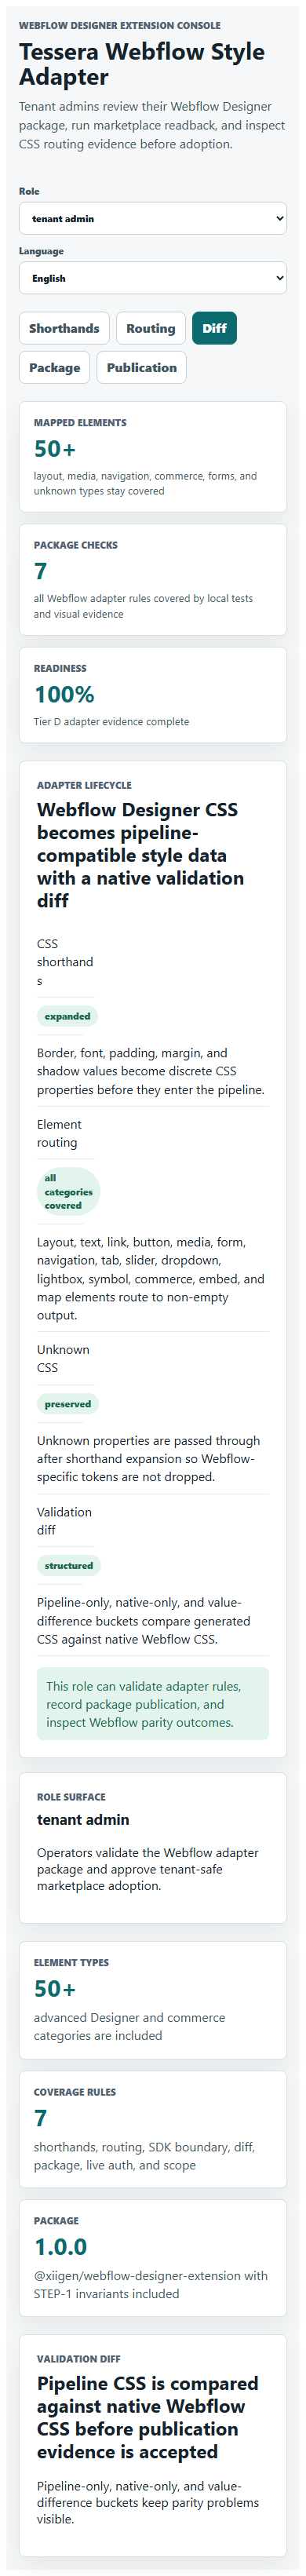 WEBFLOW DESIGNER EXTENSION CONSOLE
Tessera Webflow Style
Adapter
Tenant admins review their Webflow Designer
package, run marketplace readback, and inspect
CSS routing evidence before adoption.
Role
tenant admin
Language
English
Shorthands Routing Diff
Package Publication
MAPPED ELEMENTS
50+
layout, media, navigation, commerce, forms, and
unknown types stay covered
PACKAGE CHECKS
7
all Webflow adapter rules covered by local tests
and visual evidence
READINESS
100%
Tier D adapter evidence complete
ADAPTER LIFECYCLE
Webflow Designer CSS
becomes pipeline-
compatible style data
with a native validation
diff
CSS
shorthand
s
expanded
Border, font, padding, margin, and
shadow values become discrete CSS
properties before they enter the pipeline.
Element
routing
all
categories
covered
Layout, text, link, button, media, form,
navigation, tab, slider, dropdown,
lightbox, symbol, commerce, embed, and
map elements route to non-empty
output.
Unknown
CSS
preserved
Unknown properties are passed through
after shorthand expansion so Webflow-
specific tokens are not dropped.
Validation
diff
structured
Pipeline-only, native-only, and value-
difference buckets compare generated
CSS against native Webflow CSS.
This role can validate adapter rules,
record package publication, and
inspect Webflow parity outcomes.
ROLE SURFACE
tenant admin
Operators validate the Webflow adapter
package and approve tenant-safe
marketplace adoption.
ELEMENT TYPES
50+
advanced Designer and commerce
categories are included
COVERAGE RULES
7
shorthands, routing, SDK boundary, diff,
package, live auth, and scope
PACKAGE
1.0.0
@xiigen/webflow-designer-extension with
STEP-1 invariants included
VALIDATION DIFF
Pipeline CSS is compared
against native Webflow
CSS before publication
evidence is accepted
Pipeline-only, native-only, and value-
difference buckets keep parity problems
visible.